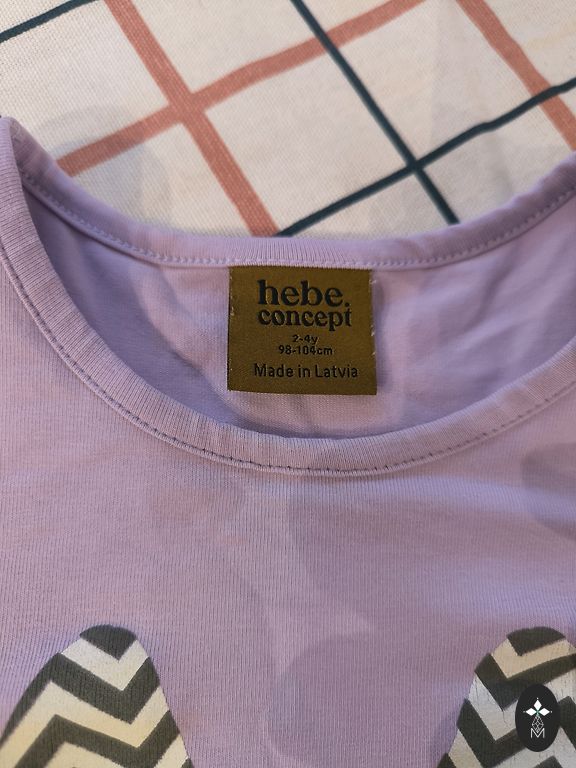 hebe.
concept
2-4y
98-104cm
Made in Latvia
M